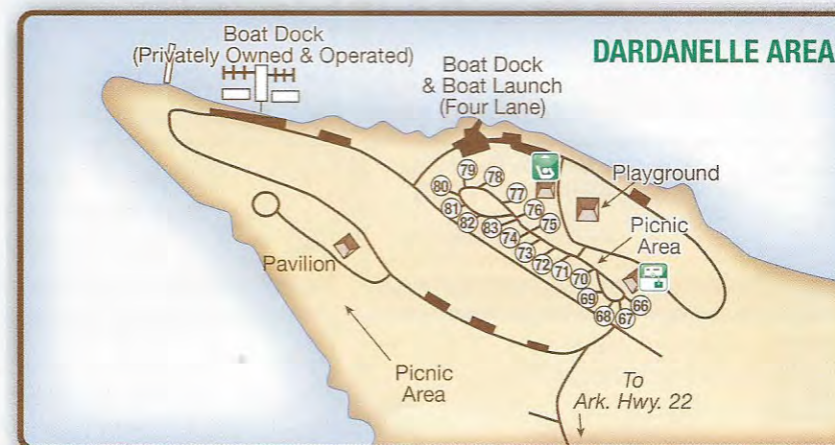 DARDANELLE AREA
Boat Dock
(Privately Owned & Operated)
Boat Dock
& Boat Launch
(Four Lane)
Playground
Picnic
Area
Pavilion
Picnic
Area
To
Ark. Hwy. 22
79
78
80
77
81
76
82
83
75
74
73
72
71
70
69
66
68
67